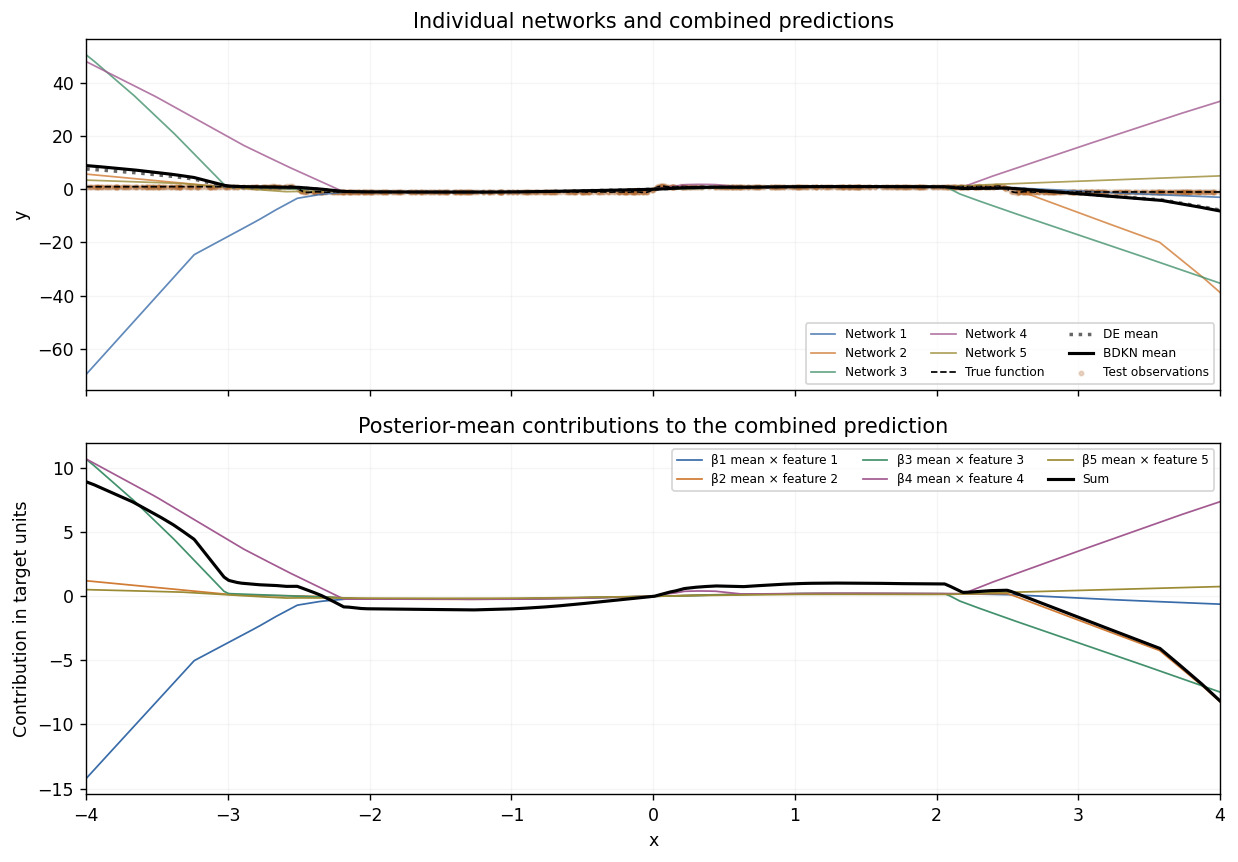 Individual networks and combined predictions
40
20
0
−20
−40
−60
y
Network 1 Network 4 DE mean
Network 2 Network 5 BDKN mean
Network 3 True function Test observations
Posterior-mean contributions to the combined prediction
β1 mean × feature 1 β3 mean × feature 3 β5 mean × feature 5
β2 mean × feature 2 β4 mean × feature 4 Sum
10
5
0
−5
−10
−15
Contribution in target units
−4 −3 −2 −1 0 1 2 3 4
x